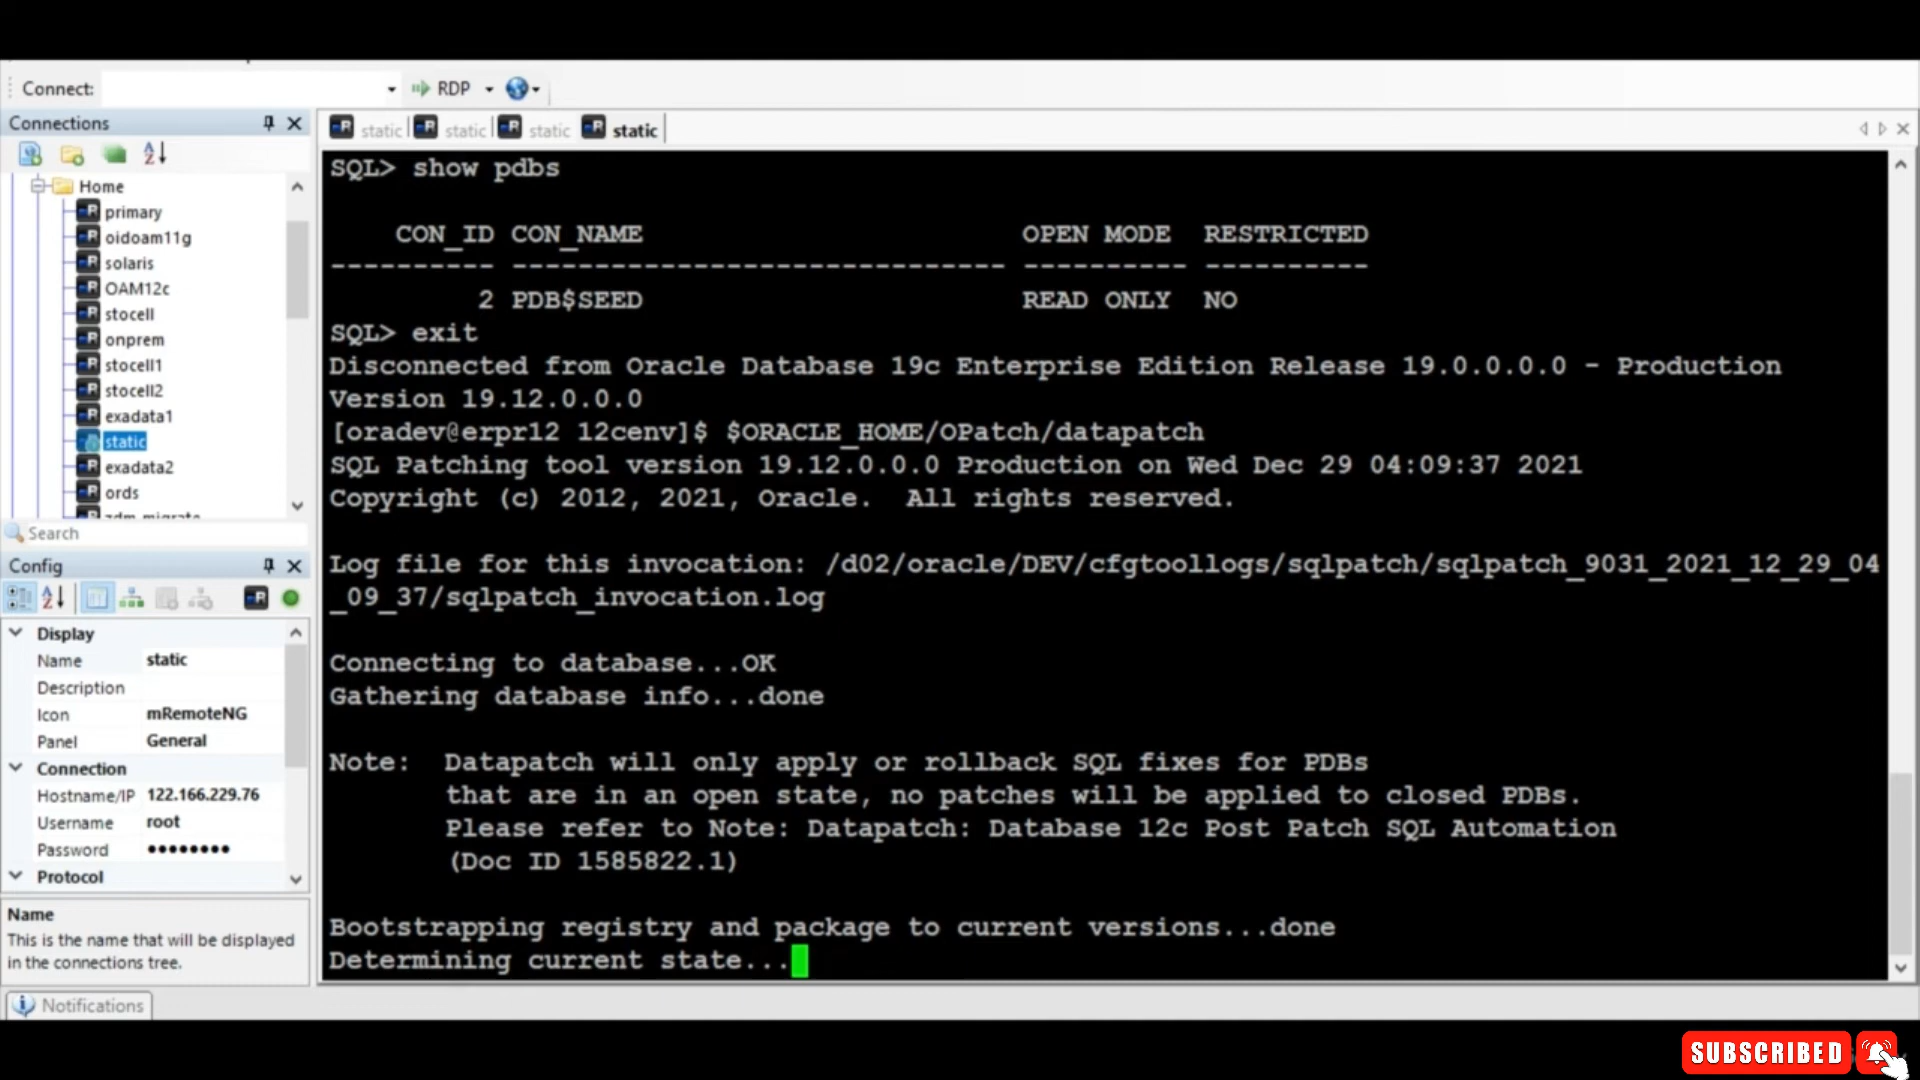 Connect:
RDP
Connections
static
static
static
static
Home
primary
oidoam11g
solaris
OAM12c
stocell
onprem
stocell1
stocell2
exadata1
static
exadata2
ords
zdm_migrate
Search
Config
Display
Name static
Description
Icon mRemoteNG
Panel General
Connection
Hostname/IP 122.166.229.76
Username root
Password ●●●●●●●●
Protocol
Name
This is the name that will be displayed
in the connections tree.
Notifications
SQL> show pdbs
CON_ID CON_NAME OPEN MODE RESTRICTED
---------- ------------------------------ ---------- ----------
2 PDB$SEED READ ONLY NO
SQL> exit
Disconnected from Oracle Database 19c Enterprise Edition Release 19.0.0.0.0 - Production
Version 19.12.0.0.0
[oradev@erpr12 12cenv]$ $ORACLE_HOME/OPatch/datapatch
SQL Patching tool version 19.12.0.0.0 Production on Wed Dec 29 04:09:37 2021
Copyright (c) 2012, 2021, Oracle.  All rights reserved.
Log file for this invocation: /d02/oracle/DEV/cfgtoollogs/sqlpatch/sqlpatch_9031_2021_12_29_04
_09_37/sqlpatch_invocation.log
Connecting to database...OK
Gathering database info...done
Note:  Datapatch will only apply or rollback SQL fixes for PDBs
that are in an open state, no patches will be applied to closed PDBs.
Please refer to Note: Datapatch: Database 12c Post Patch SQL Automation
(Doc ID 1585822.1)
Bootstrapping registry and package to current versions...done
Determining current state...
SUBSCRIBED